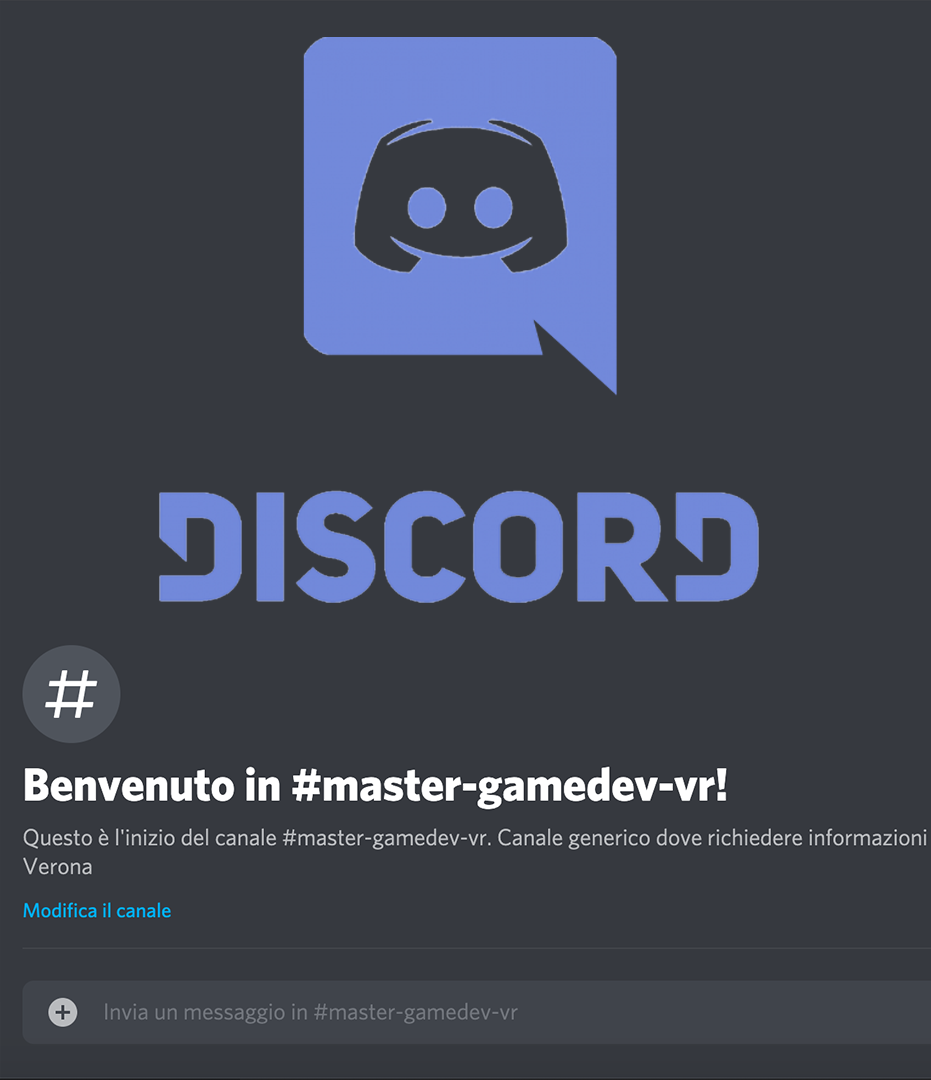 DISCORD
#
Benvenuto in #master-gamedev-vr!
Questo è l'inizio del canale #master-gamedev-vr. Canale generico dove richiedere informazioni
Verona
Modifica il canale
Invia un messaggio in #master-gamedev-vr